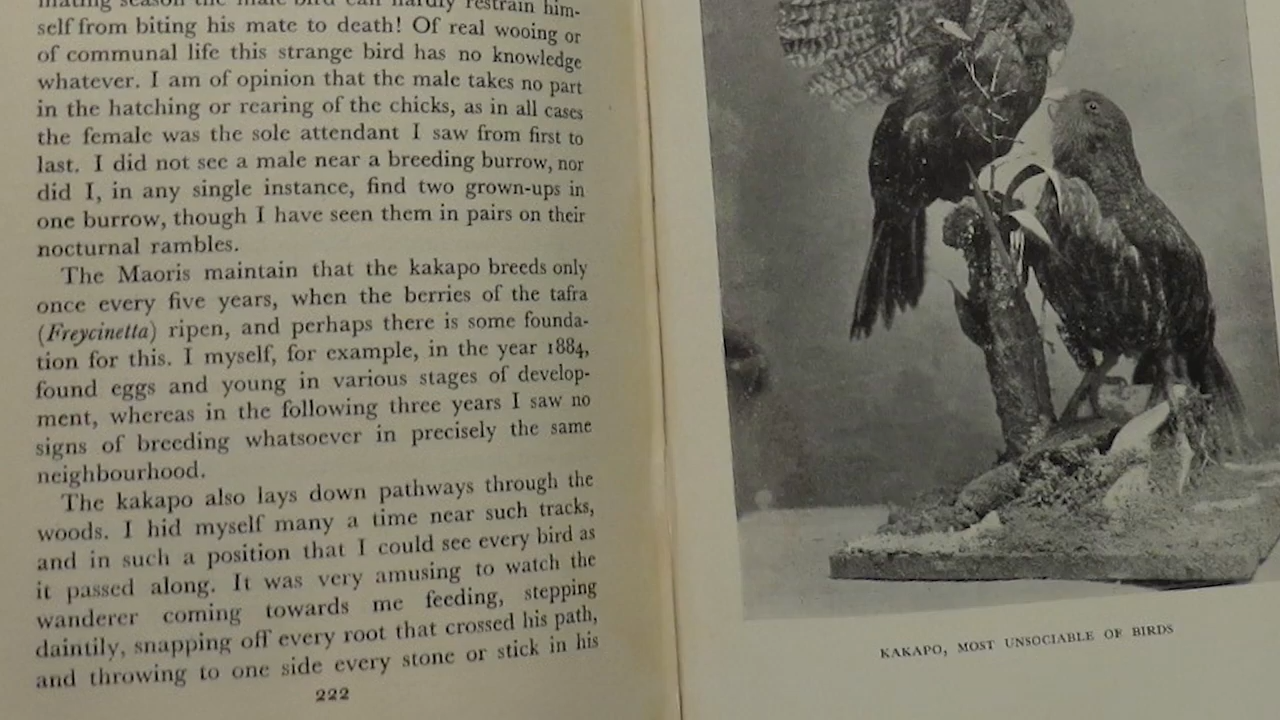 mating season the male bird can hardly restrain him-
self from biting his mate to death! Of real wooing or
of communal life this strange bird has no knowledge
whatever. I am of opinion that the male takes no part
in the hatching or rearing of the chicks, as in all cases
the female was the sole attendant I saw from first to
last. I did not see a male near a breeding burrow, nor
did I, in any single instance, find two grown-ups in
one burrow, though I have seen them in pairs on their
nocturnal rambles.
The Maoris maintain that the kakapo breeds only
once every five years, when the berries of the tafra
(Freycinetta) ripen, and perhaps there is some founda-
tion for this. I myself, for example, in the year 1884,
found eggs and young in various stages of develop-
ment, whereas in the following three years I saw no
signs of breeding whatsoever in precisely the same
neighbourhood.
The kakapo also lays down pathways through the
woods. I hid myself many a time near such tracks,
and in such a position that I could see every bird as
it passed along. It was very amusing to watch the
wanderer coming towards me feeding, stepping
daintily, snapping off every root that crossed his path,
and throwing to one side every stone or stick in his
222
KAKAPO, MOST UNSOCIABLE OF BIRDS